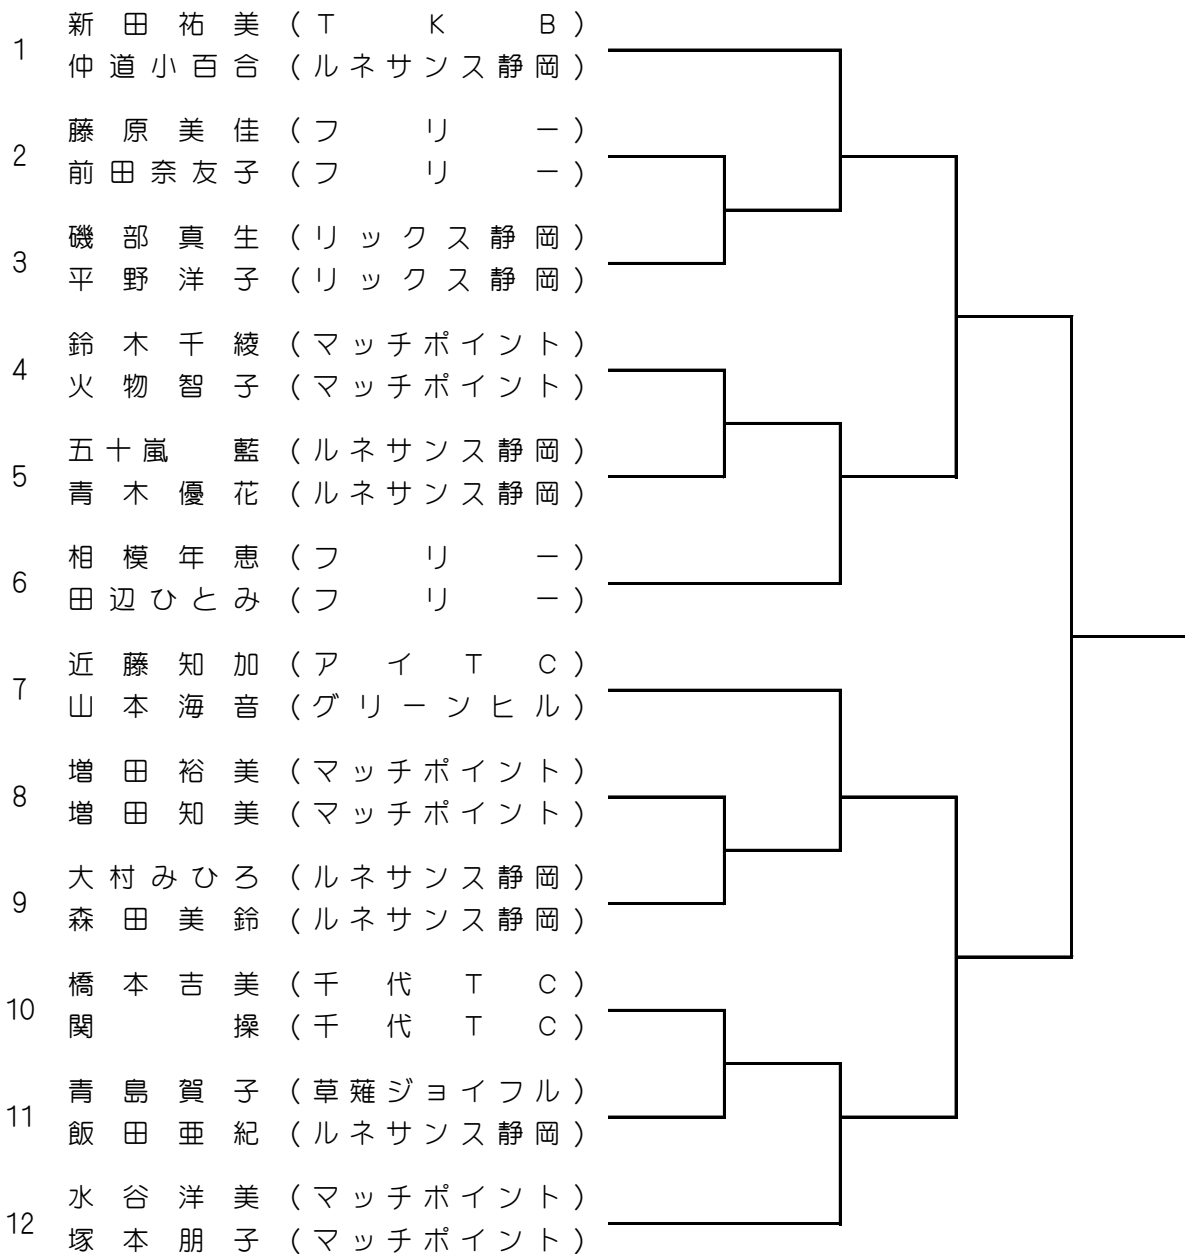 新田祐美(TKB)
1
仲道小百合(ルネサンス静岡)
藤原美佳(フリー)
2
前田奈友子(フリー)
磯部真生(リックス静岡)
3
平野洋子(リックス静岡)
鈴木千綾(マッチポイント)
4
火物智子(マッチポイント)
五十嵐 藍(ルネサンス静岡)
5
青木優花(ルネサンス静岡)
相模年恵(フリー)
6
田辺ひとみ(フリー)
近藤知加(アイTC)
7
山本海音(グリーンヒル)
増田裕美(マッチポイント)
8
増田知美(マッチポイント)
大村みひろ(ルネサンス静岡)
9
森田美鈴(ルネサンス静岡)
橋本吉美(千代TC)
10
関 操(千代TC)
青島賀子(草薙ジョイフル)
11
飯田亜紀(ルネサンス静岡)
水谷洋美(マッチポイント)
12
塚本朋子(マッチポイント)